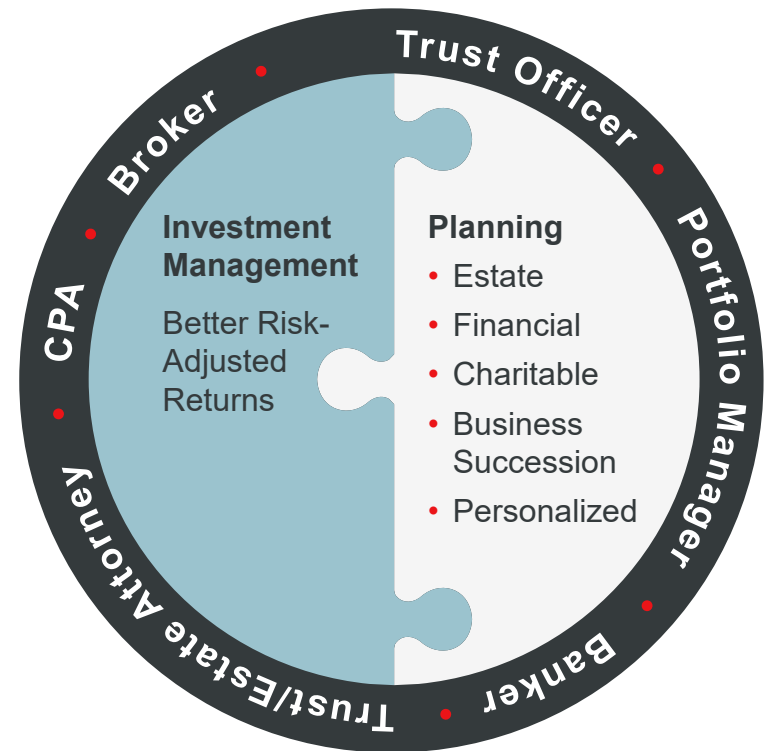 Trust Officer
Portfolio Manager
Banker
Trust/Estate Attorney
CPA
Broker
Investment
Management
Better Risk-
Adjusted
Returns
Planning
• Estate
• Financial
• Charitable
• Business
Succession
• Personalized